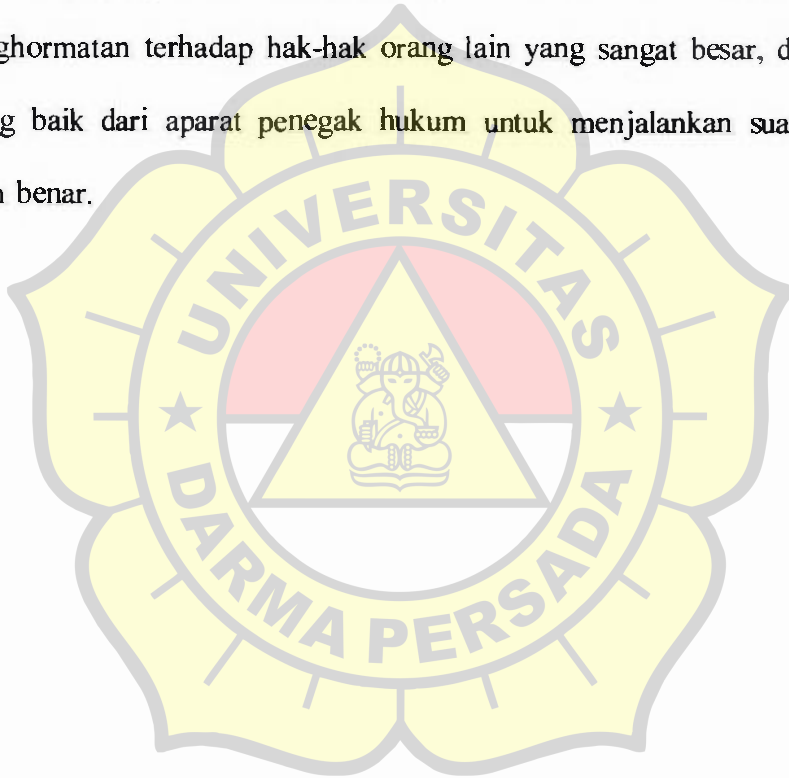 ghormatan terhadap hak-hak orang lain yang sangat besar, d
g baik dari aparat penegak hukum untuk menjalankan sua
benar.
UNIVERSITAS
DARMA PERSADA